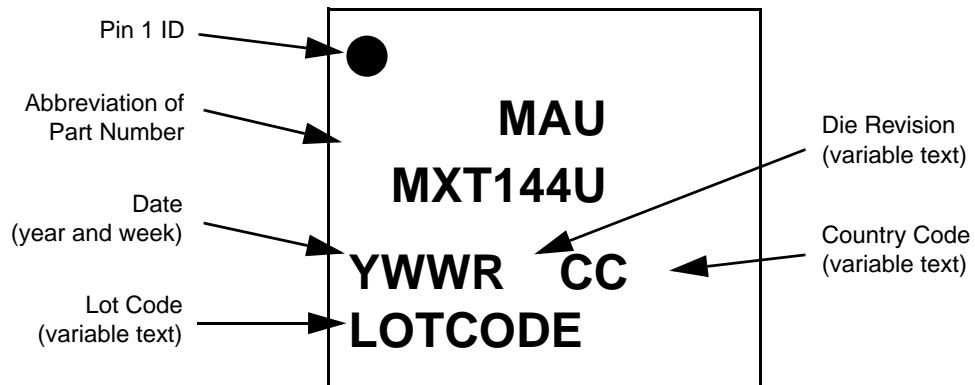 Pin 1 ID
Abbreviation of
Part Number
MAU
MXT144U
Die Revision
(variable text)
Date
(year and week)
YWWR CC
Country Code
(variable text)
Lot Code
(variable text)
LOTCODE